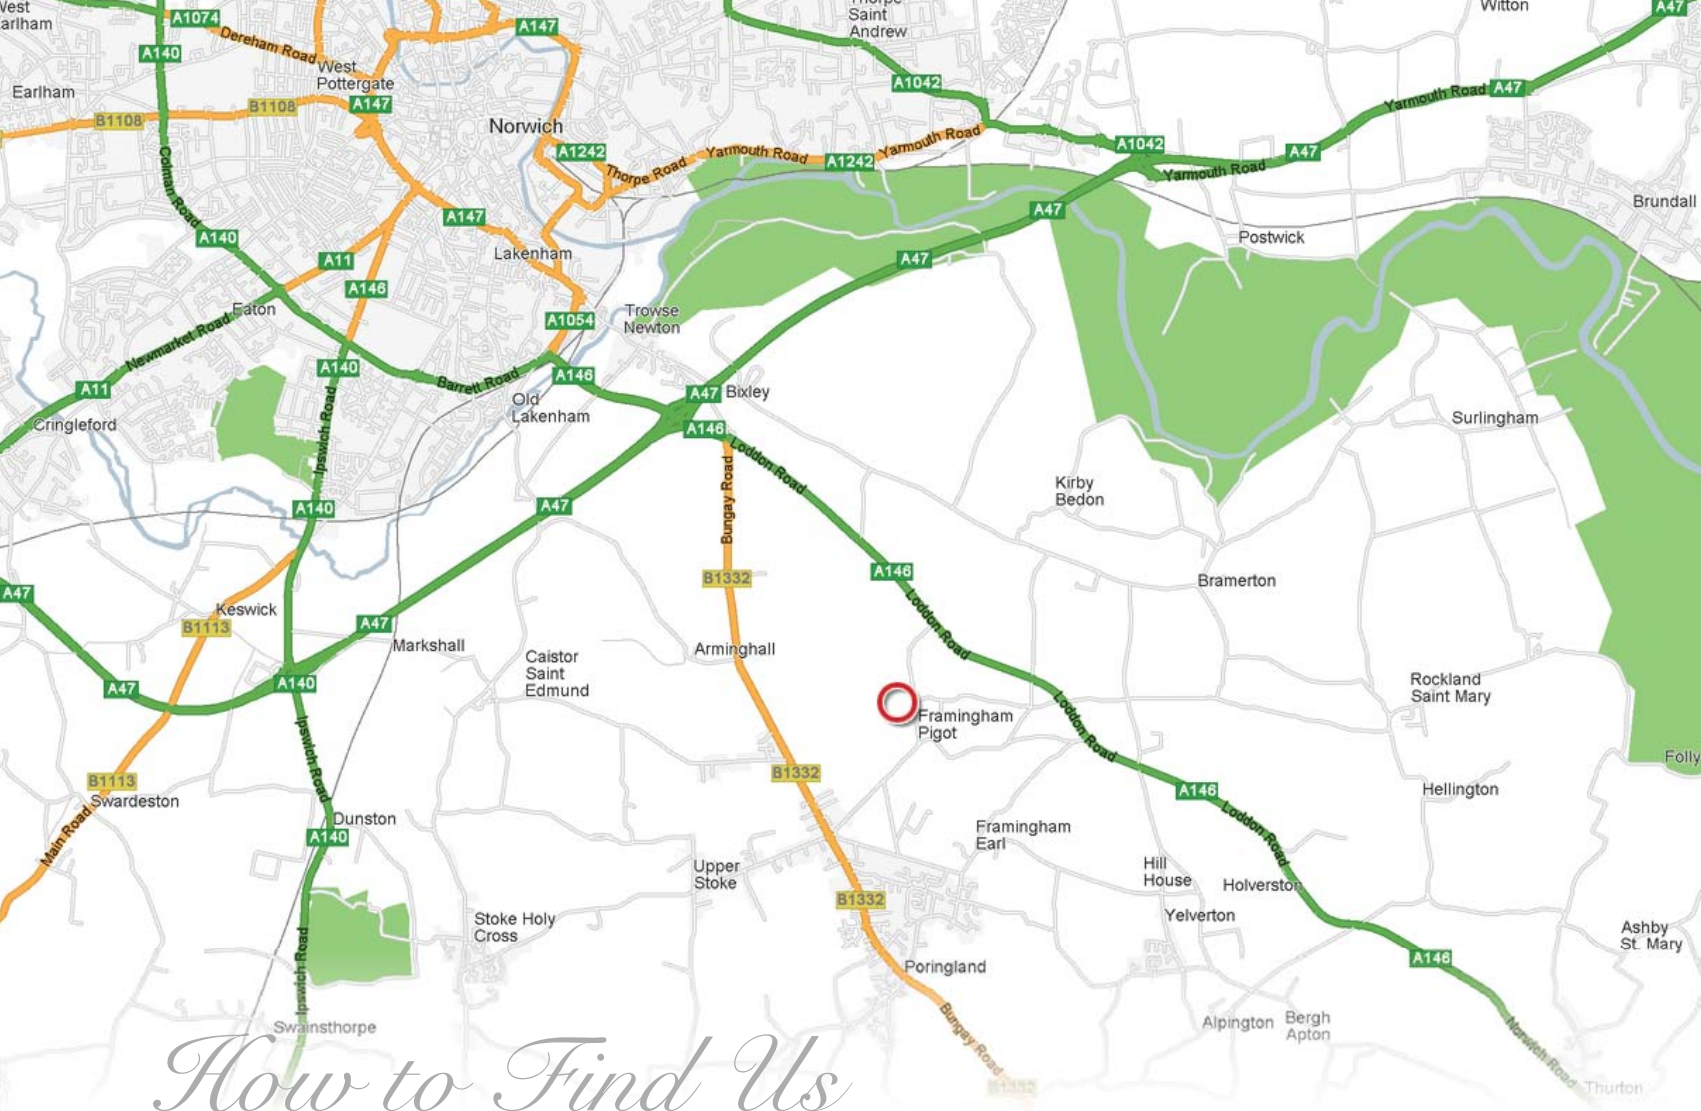 West
Earlham
A1074
Dereham Road
A147
Thorpe
Saint
Andrew
Witton
A47
A140
West
Pottergate
A1042
Earlham
B1108
B1108
A147
Yarmouth Road
A47
Norwich
A1242
Thorpe Road
Yarmouth Road
A1242
Yarmouth Road
A1042
A47
Yarmouth Road
Colman Road
A140
A147
A47
Brundall
Postwick
A11
Lakenham
A47
A146
Eaton
Newmarket Road
A1054
Trowse
Newton
A140
Barrett Road
A146
A11
A47
Bixley
Old
Lakenham
Cringleford
Ipswich Road
A146
Loddon Road
Surlingham
Bungay Road
Kirby
Bedon
A140
A47
A146
B1332
Bramerton
A47
Keswick
B1113
A47
Markshall
Loddon Road
Arminghall
Caistor
Saint
Edmund
A47
A140
Rockland
Saint Mary
Framingham
Pigot
Loddon Road
Ipswich Road
B1332
B1113
Swardeston
Main Road
A146
Hellington
Folly
Dunston
A140
Framingham
Earl
Loddon Road
Upper
Stoke
Hill
House
Holverston
B1332
Stoke Holy
Cross
Yelverton
Ashby
St. Mary
Ipswich Road
Poringland
A146
Swainsthorpe
Bungay Road
Alpington
Bergh
Apton
Norwich Road
B1332
Thurton
How to Find Us